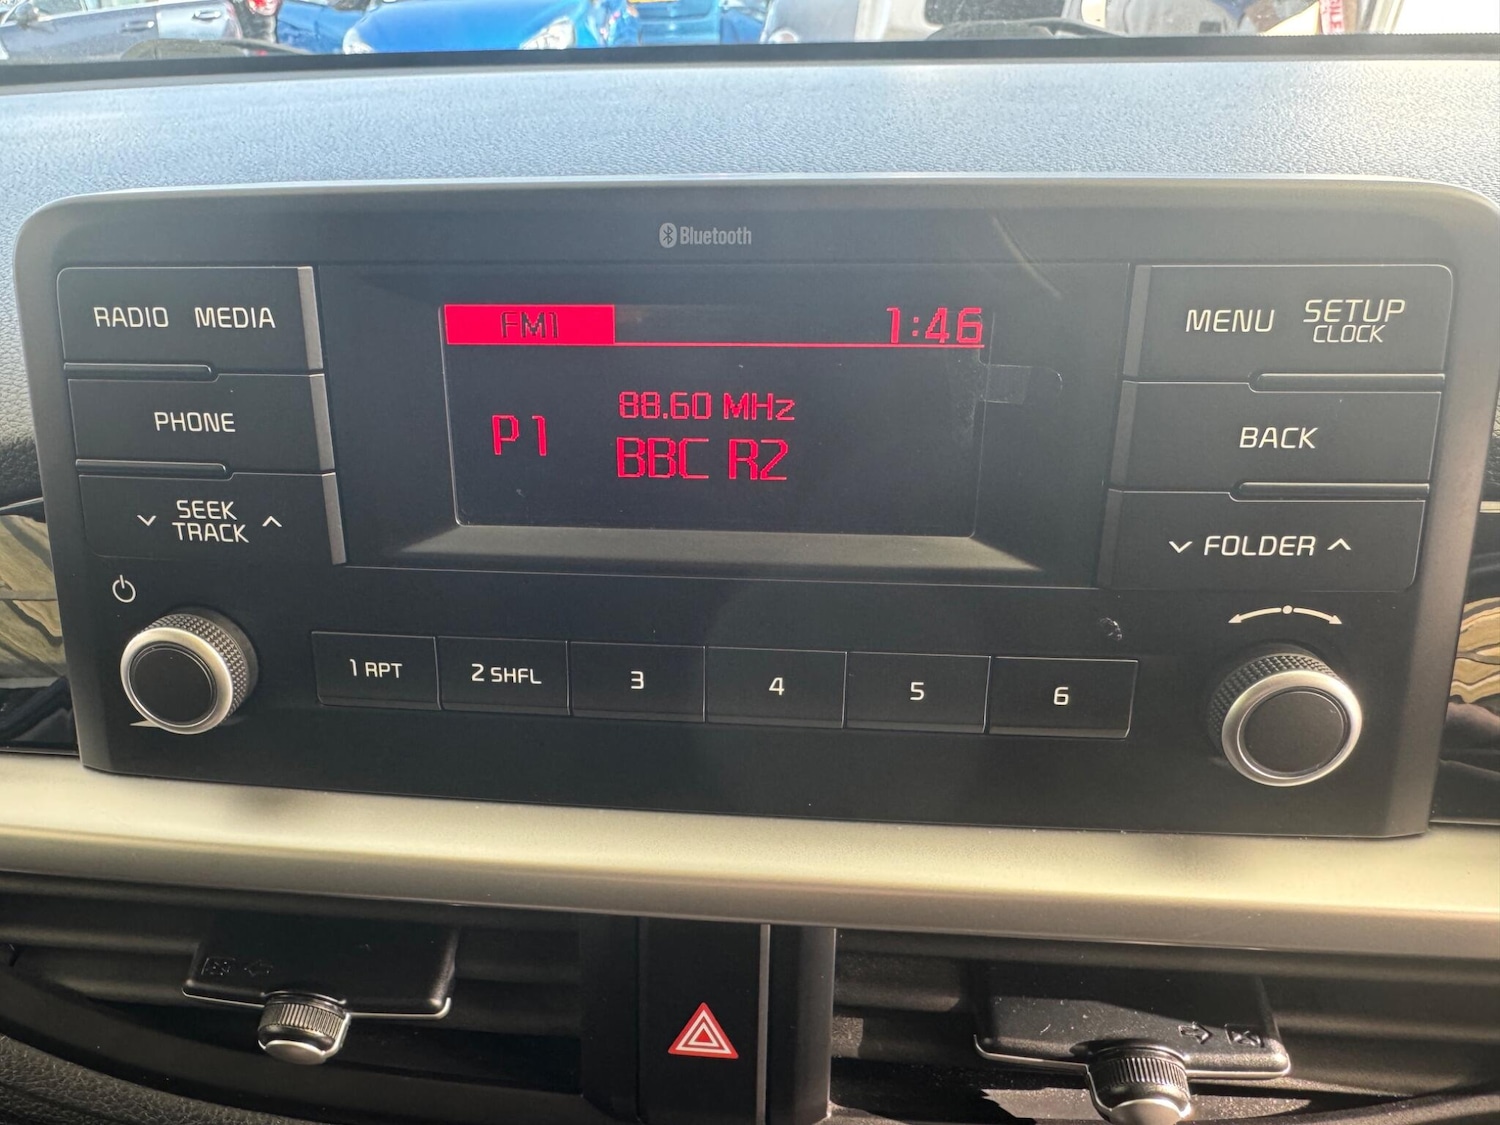 Bluetooth
RADIO MEDIA
PHONE
SEEK
TRACK
FM1 1:46
P1
88.60 MHz
BBC R2
MENU SETUP
CLOCK
BACK
FOLDER
1 RPT 2 SHFL 3 4 5 6